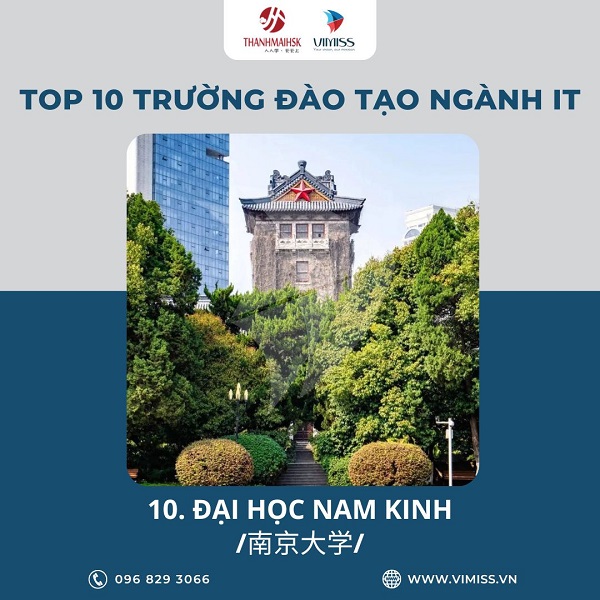 THANHMAIHSK
VIMISS
TOP 10 TRƯỜNG ĐÀO TẠO NGÀNH IT
10. ĐẠI HỌC NAM KINH
/南京大学/
096 829 3066
WWW.VIMISS.VN